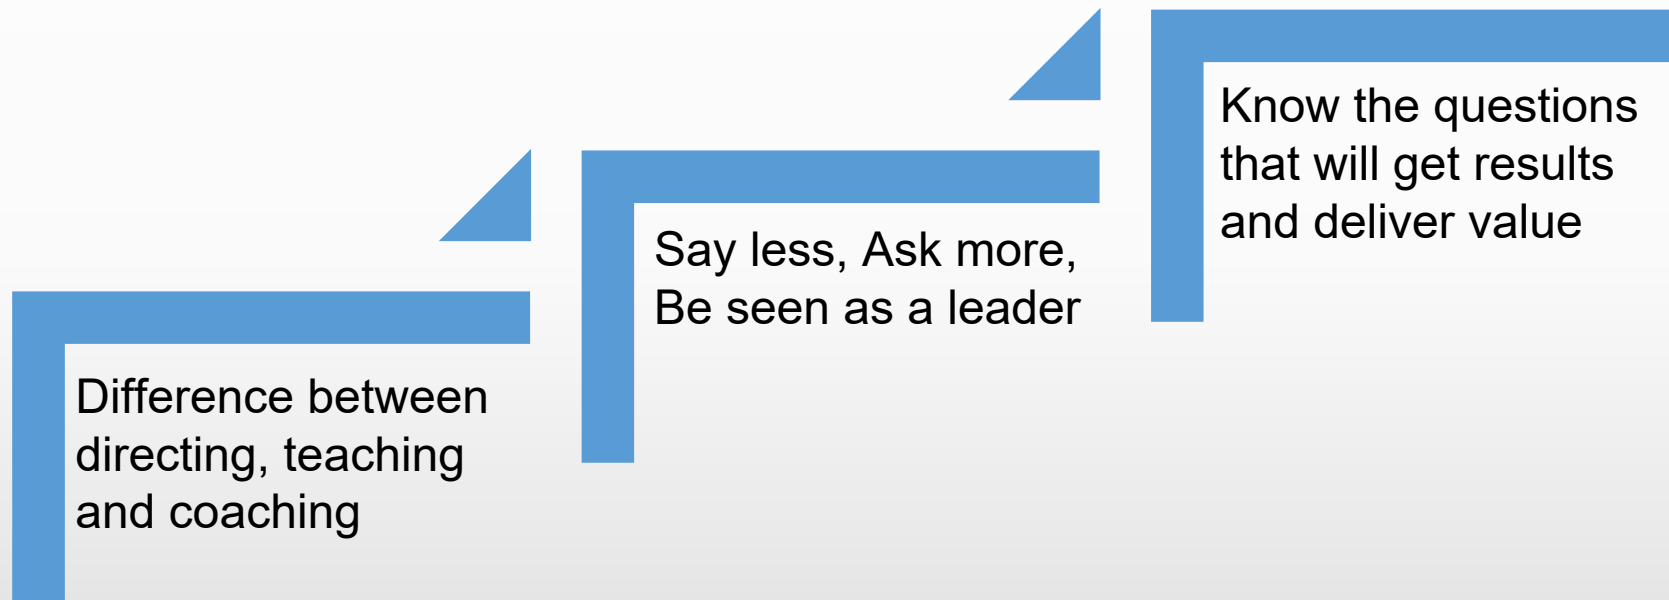 Difference between
directing, teaching
and coaching
Say less, Ask more,
Be seen as a leader
Know the questions
that will get results
and deliver value